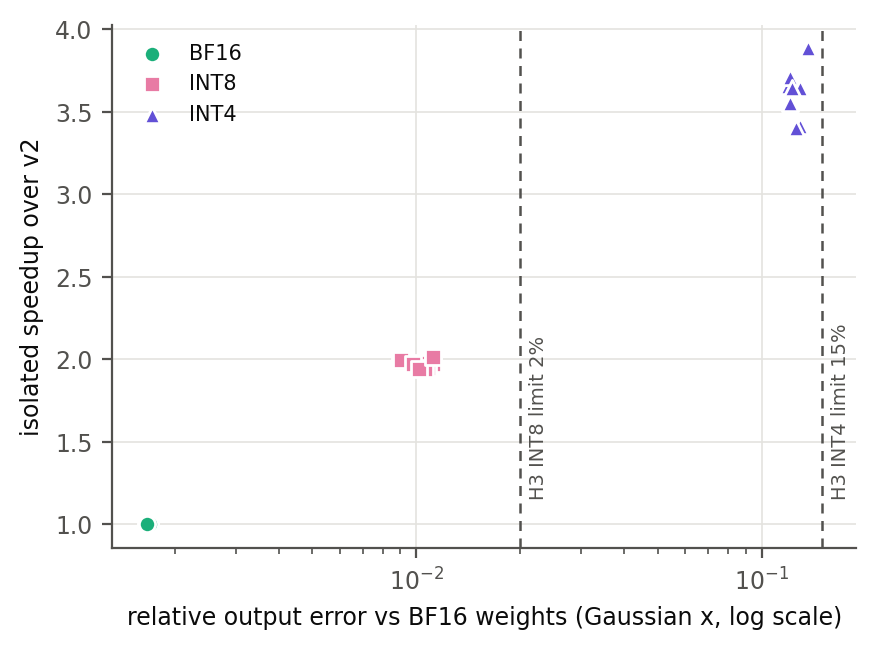 BF16
INT8
INT4
4.0
3.5
3.0
2.5
2.0
1.5
1.0
isolated speedup over v2
H3 INT8 limit 2%
H3 INT4 limit 15%
10⁻²
10⁻¹
relative output error vs BF16 weights (Gaussian x, log scale)